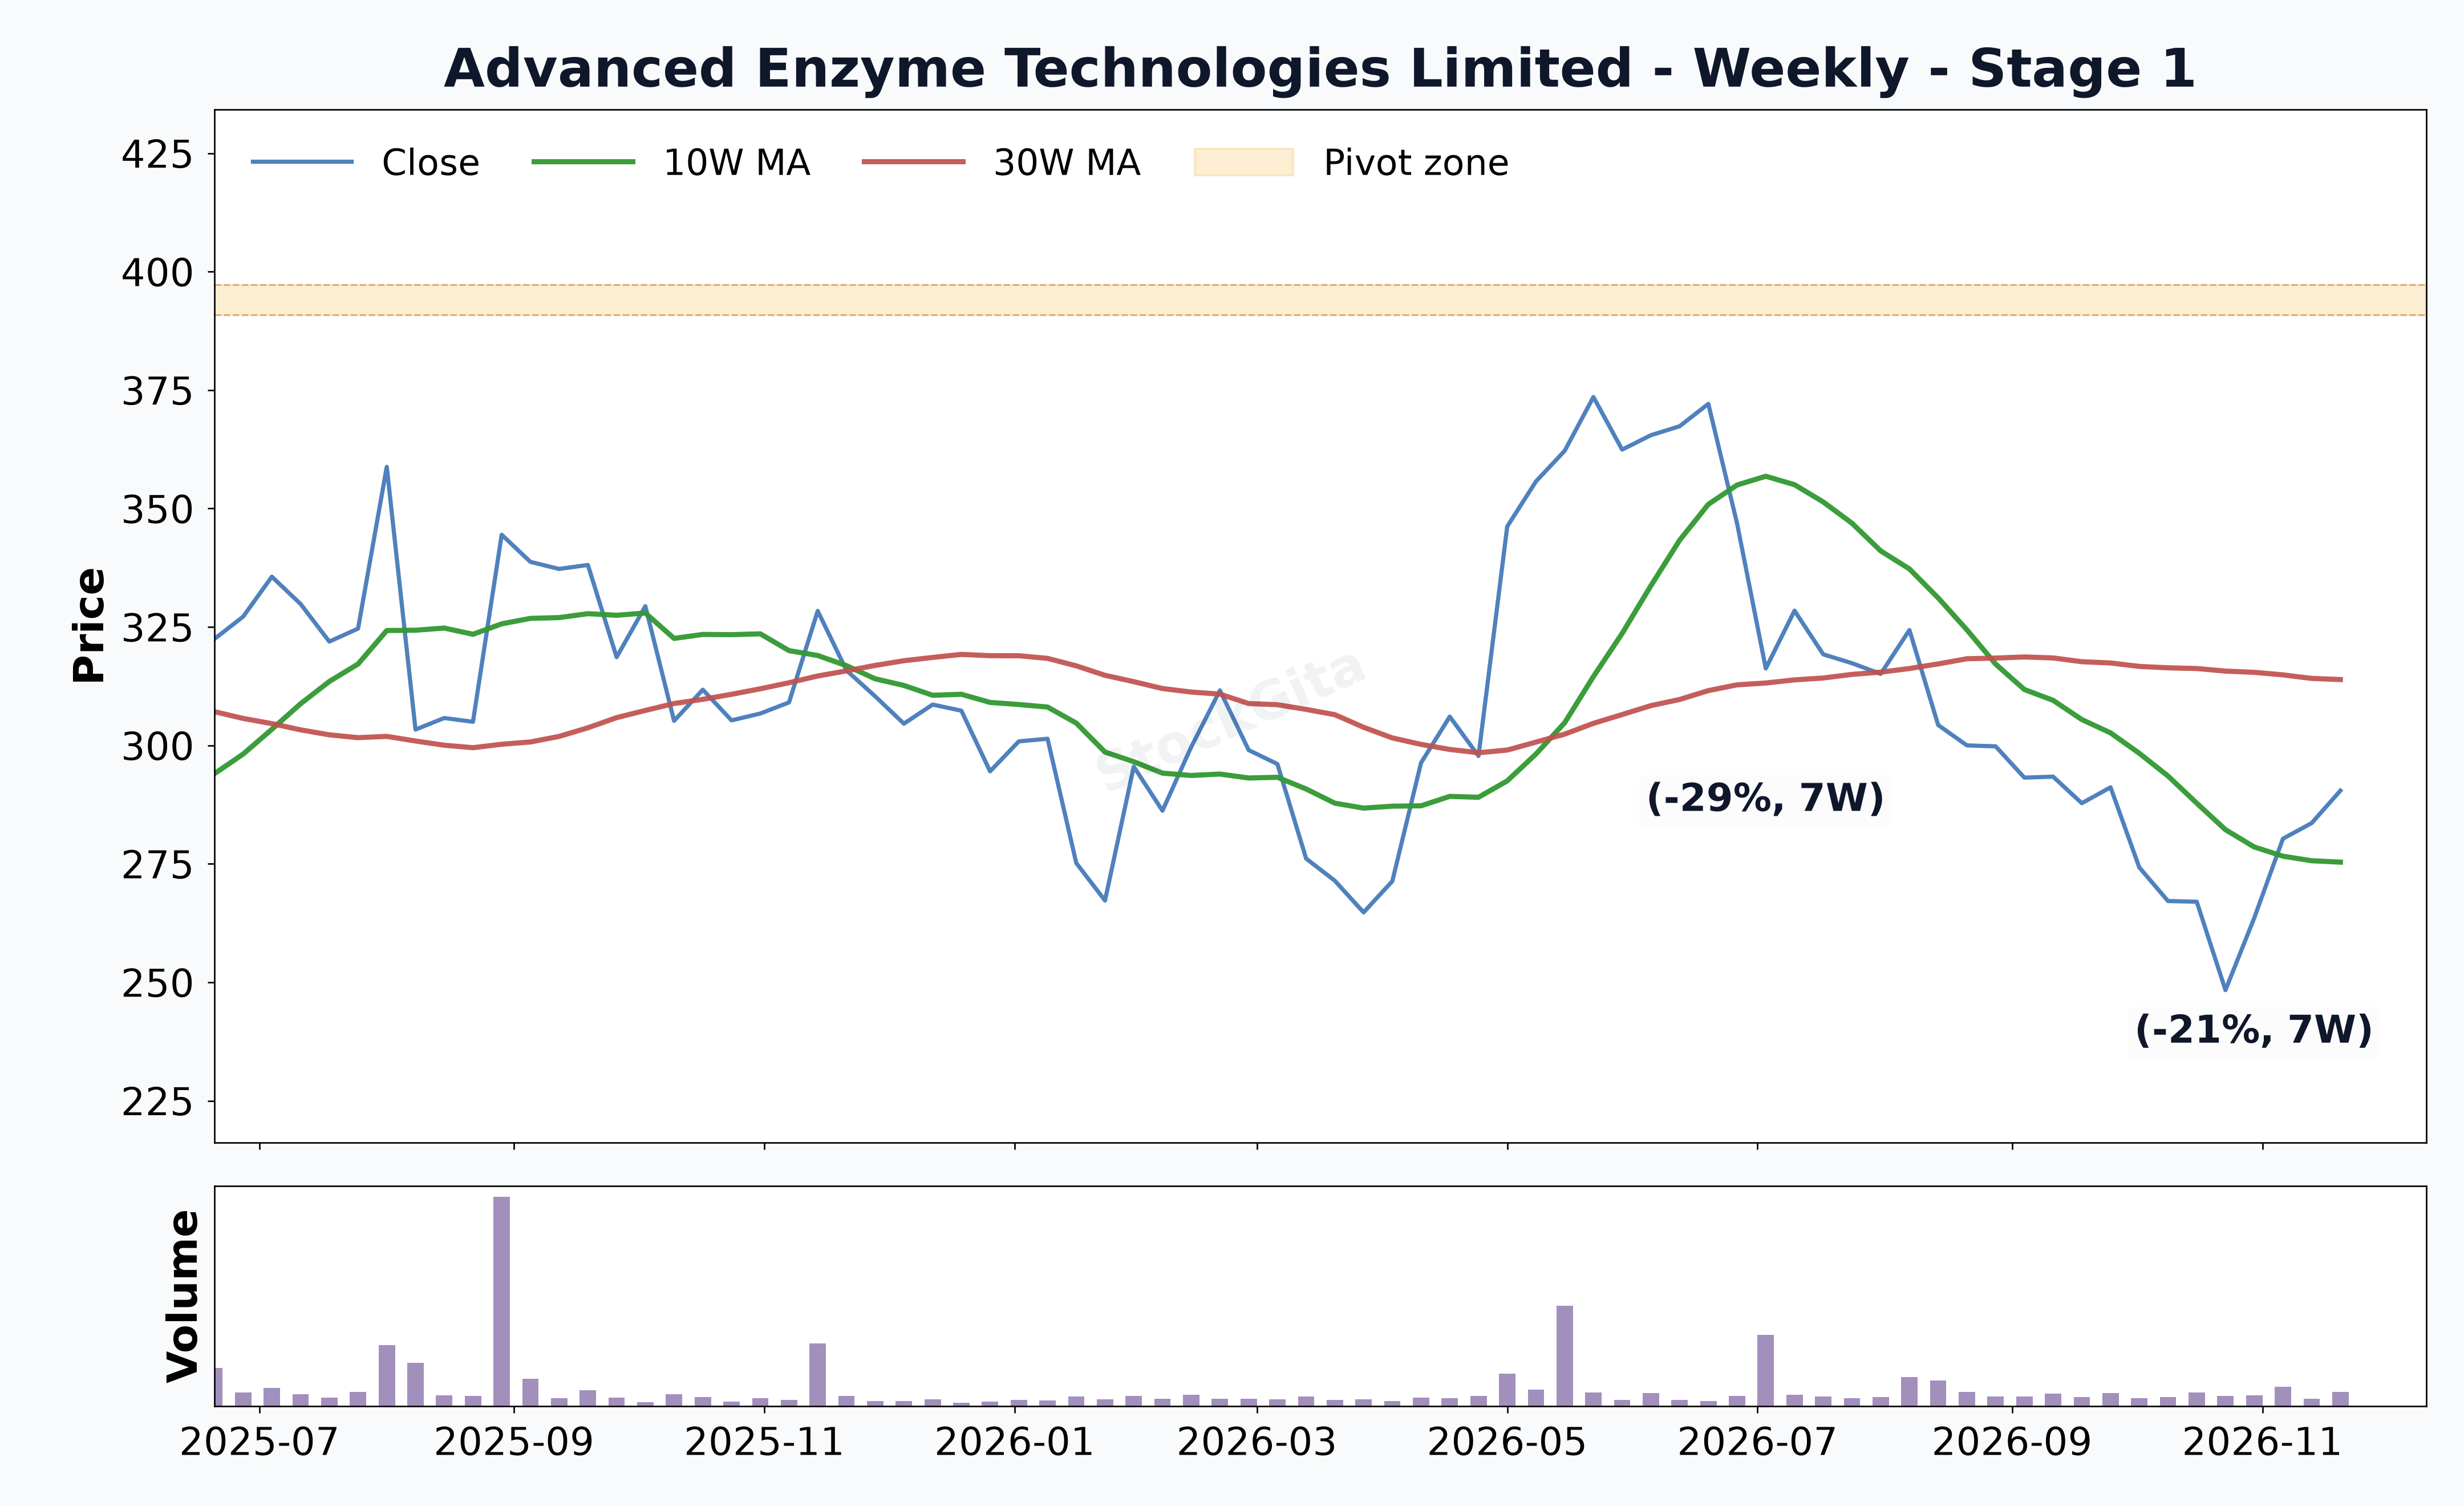 Advanced Enzyme Technologies Limited - Weekly - Stage 1
Close 10W MA 30W MA Pivot zone
425
400
375
350
325
300
275
250
225
Price
StockGita
(-29%, 7W)
(-21%, 7W)
Volume
2025-07 2025-09 2025-11 2026-01 2026-03 2026-05 2026-07 2026-09 2026-11